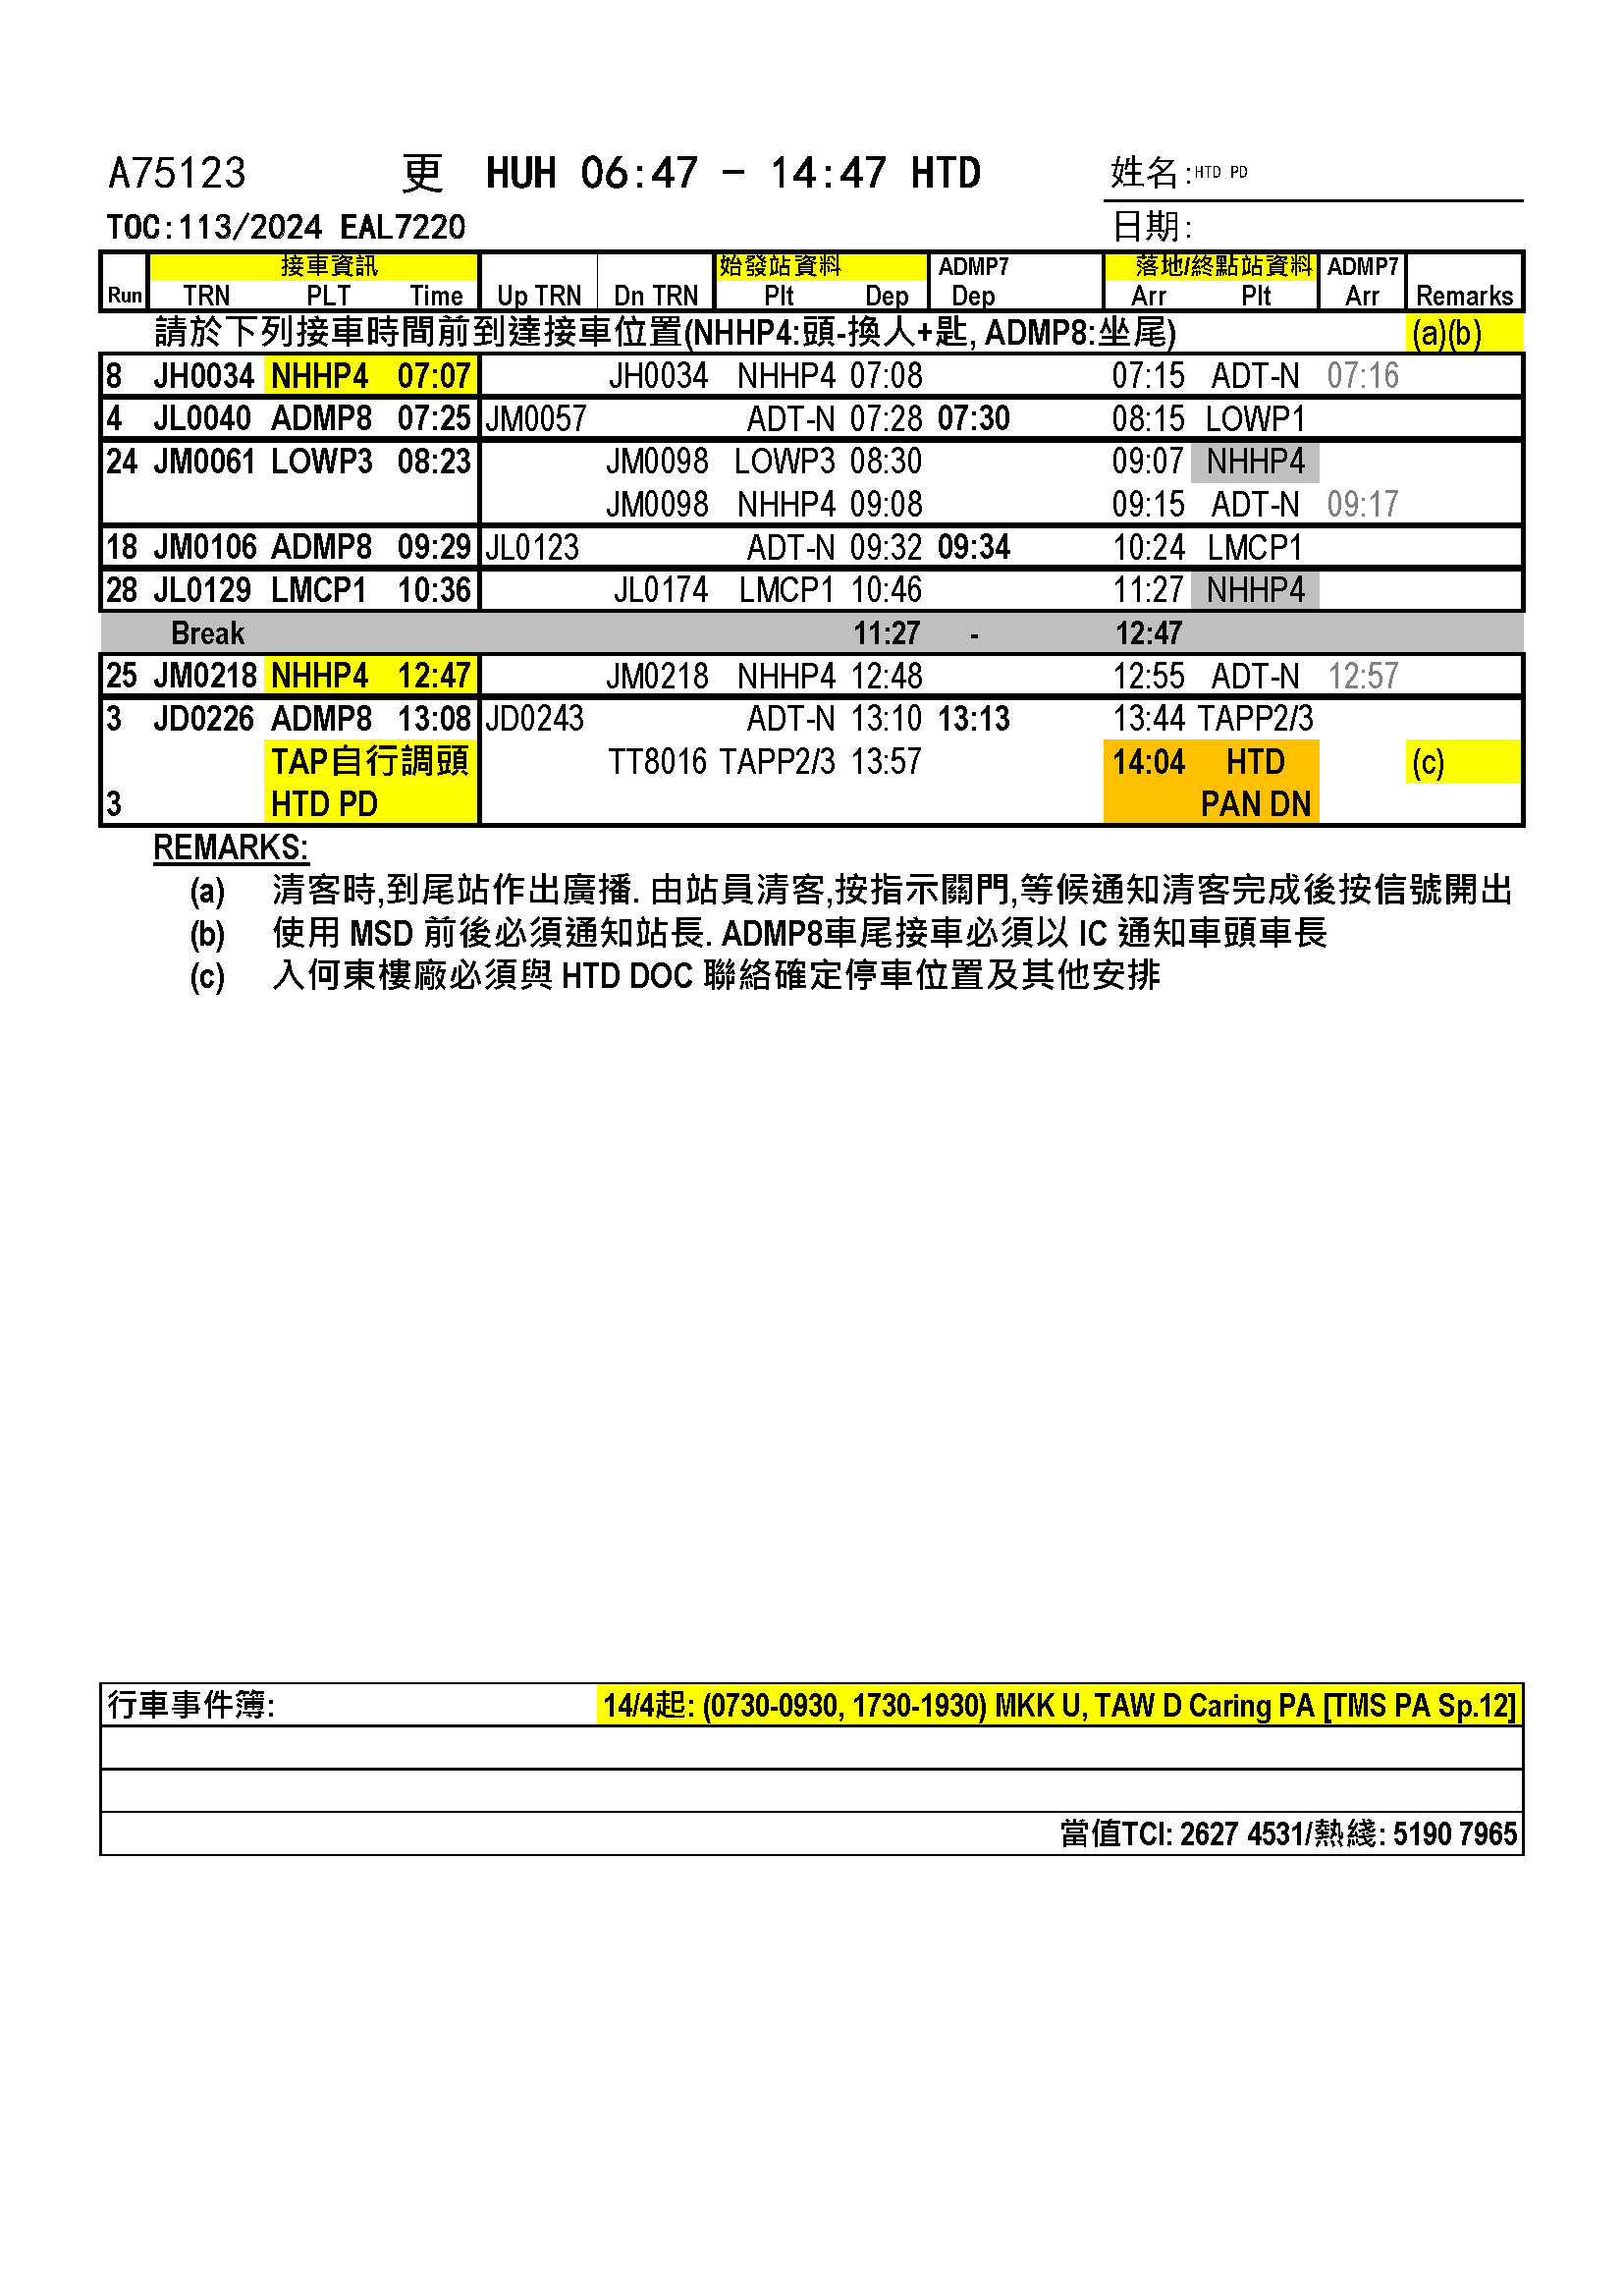 A75123 更 HUH 06:47 - 14:47 HTD 姓名:HTD PD
TOC:113/2024 EAL7220 日期:
接車資訊 始發站資料 ADMP7 落地/終點站資料 ADMP7
Run TRN PLT Time Up TRN Dn TRN Plt Dep Dep Arr Plt Arr Remarks
請於下列接車時間前到達接車位置(NHHP4:頭-換人+匙, ADMP8:坐尾) (a)(b)
8 JH0034 NHHP4 07:07 JH0034 NHHP4 07:08 07:15 ADT-N 07:16
4 JL0040 ADMP8 07:25 JM0057 ADT-N 07:28 07:30 08:15 LOWP1
24 JM0061 LOWP3 08:23 JM0098 LOWP3 08:30 09:07 NHHP4
JM0098 NHHP4 09:08 09:15 ADT-N 09:17
18 JM0106 ADMP8 09:29 JL0123 ADT-N 09:32 09:34 10:24 LMCP1
28 JL0129 LMCP1 10:36 JL0174 LMCP1 10:46 11:27 NHHP4
Break 11:27 - 12:47
25 JM0218 NHHP4 12:47 JM0218 NHHP4 12:48 12:55 ADT-N 12:57
3 JD0226 ADMP8 13:08 JD0243 ADT-N 13:10 13:13 13:44 TAPP2/3
TAP自行調頭 TT8016 TAPP2/3 13:57 14:04 HTD (c)
3 HTD PD PAN DN
REMARKS:
(a) 清客時,到尾站作出廣播. 由站員清客,按指示關門,等候通知清客完成後按信號開出
(b) 使用 MSD 前後必須通知站長. ADMP8車尾接車必須以 IC 通知車頭車長
(c) 入何東樓廠必須與 HTD DOC 聯絡確定停車位置及其他安排
行車事件簿: 14/4起: (0730-0930, 1730-1930) MKK U, TAW D Caring PA [TMS PA Sp.12]
當值TCI: 2627 4531/熱綫: 5190 7965